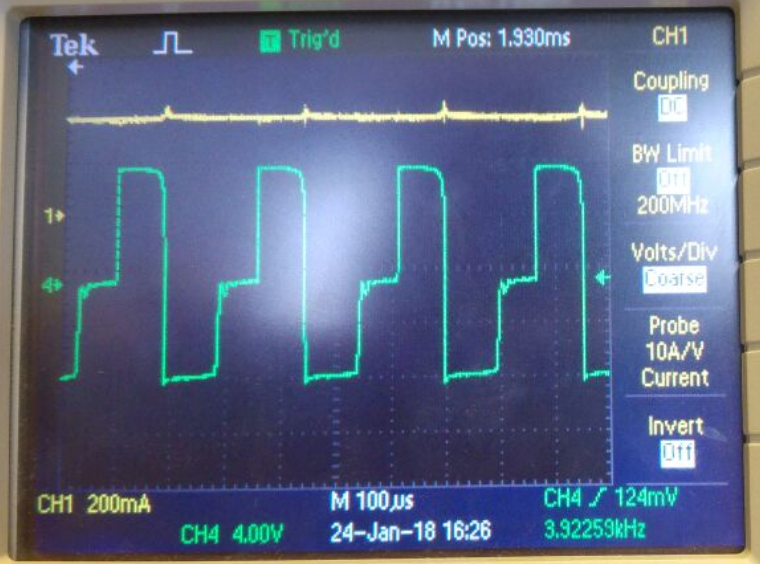 Tek T Trig'd M Pos: 1.930ms CH1
Coupling
DC
BW Limit
Off
200MHz
1
Volts/Div
Coarse
4
Probe
10A/V
Current
Invert
Off
CH1 200mA M 100µs CH4 124mV
CH4 4.00V 24-Jan-18 16:26 3.92259kHz